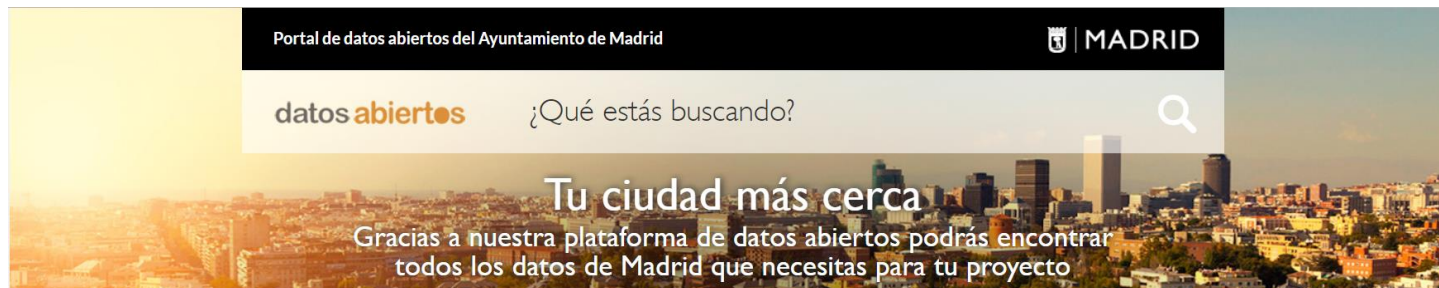 Portal de datos abiertos del Ayuntamiento de Madrid
MADRID
datos abiertos
¿Qué estás buscando?
Tu ciudad más cerca
Gracias a nuestra plataforma de datos abiertos podrás encontrar
todos los datos de Madrid que necesitas para tu proyecto